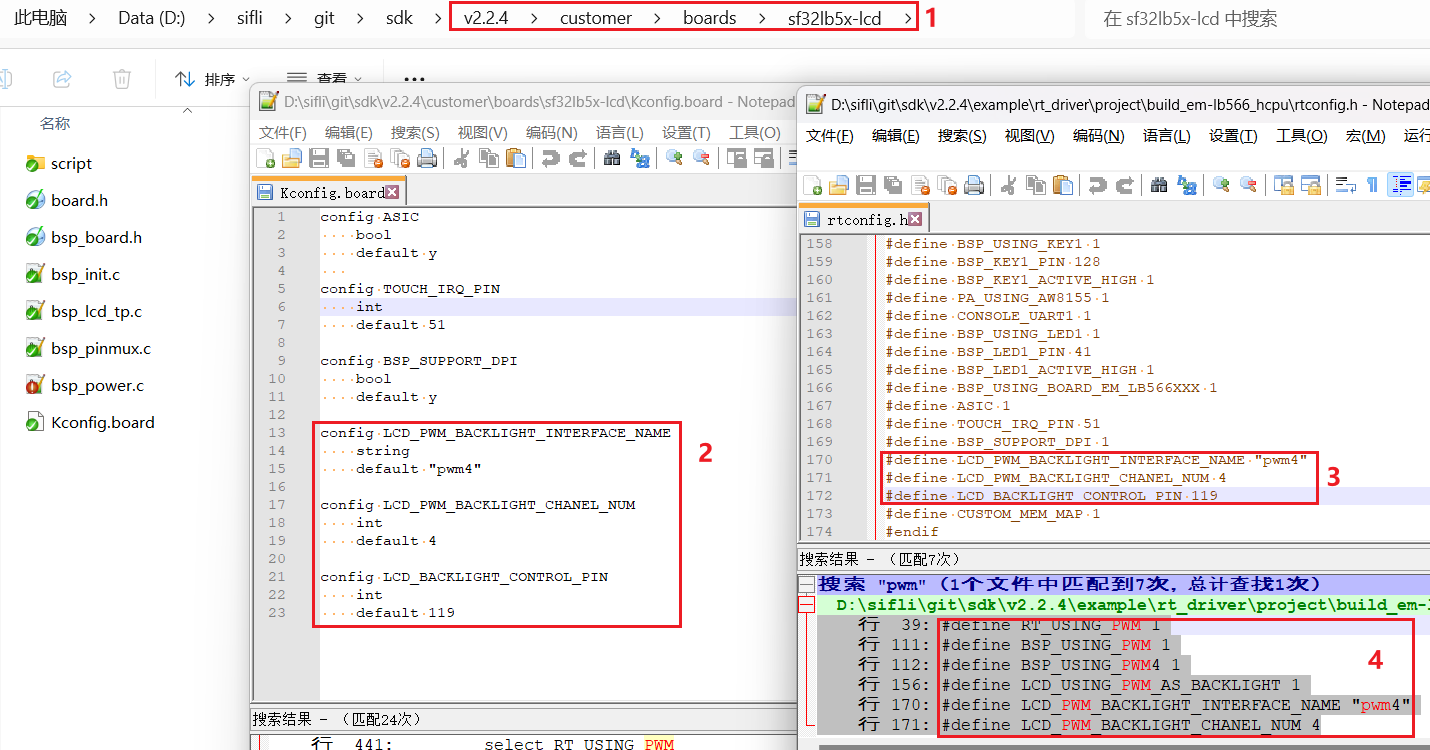 此电脑 > Data (D:) > sifli > git > sdk > v2.2.4 > customer > boards > sf32lb5x-lcd > 1
在 sf32lb5x-lcd 中搜索
排序 查看 ...
名称
script
board.h
bsp_board.h
bsp_init.c
bsp_lcd_tp.c
bsp_pinmux.c
bsp_power.c
Kconfig.board
D:\sifli\git\sdk\v2.2.4\customer\boards\sf32lb5x-lcd\Kconfig.board - Notepad
文件(F) 编辑(E) 搜索(S) 视图(V) 编码(N) 语言(L) 设置(T) 工具(O)
Kconfig.board
1 config ASIC
2 bool
3 default y
4
5 config TOUCH_IRQ_PIN
6 int
7 default 51
8
9 config BSP_SUPPORT_DPI
10 bool
11 default y
12
13 config LCD_PWM_BACKLIGHT_INTERFACE_NAME
14 string
15 default "pwm4"
16
17 config LCD_PWM_BACKLIGHT_CHANEL_NUM
18 int
19 default 4
20
21 config LCD_BACKLIGHT_CONTROL_PIN
22 int
23 default 119
2
搜索结果 - （匹配24次）
行 441: select RT_USING_PWM
D:\sifli\git\sdk\v2.2.4\example\rt_driver\project\build_em-lb566_hcpu\rtconfig.h - Notepad
文件(F) 编辑(E) 搜索(S) 视图(V) 编码(N) 语言(L) 设置(T) 工具(O) 宏(M) 运行
rtconfig.h
158 #define BSP_USING_KEY1 1
159 #define BSP_KEY1_PIN 128
160 #define BSP_KEY1_ACTIVE_HIGH 1
161 #define PA_USING_AW8155 1
162 #define CONSOLE_UART1 1
163 #define BSP_USING_LED1 1
164 #define BSP_LED1_PIN 41
165 #define BSP_LED1_ACTIVE_HIGH 1
166 #define BSP_USING_BOARD_EM_LB566XXX 1
167 #define ASIC 1
168 #define TOUCH_IRQ_PIN 51
169 #define BSP_SUPPORT_DPI 1
170 #define LCD_PWM_BACKLIGHT_INTERFACE_NAME "pwm4"
171 #define LCD_PWM_BACKLIGHT_CHANEL_NUM 4
172 #define LCD_BACKLIGHT_CONTROL_PIN 119
173 #define CUSTOM_MEM_MAP 1
174 #endif
3
搜索结果 - （匹配7次）
搜索 "pwm" (1个文件中匹配到7次, 总计查找1次)
D:\sifli\git\sdk\v2.2.4\example\rt_driver\project\build_em-
行 39: #define RT_USING_PWM 1
行 111: #define BSP_USING_PWM 1
行 112: #define BSP_USING_PWM4 1
行 156: #define LCD_USING_PWM_AS_BACKLIGHT 1
行 170: #define LCD_PWM_BACKLIGHT_INTERFACE_NAME "pwm4"
行 171: #define LCD_PWM_BACKLIGHT_CHANEL_NUM 4
4